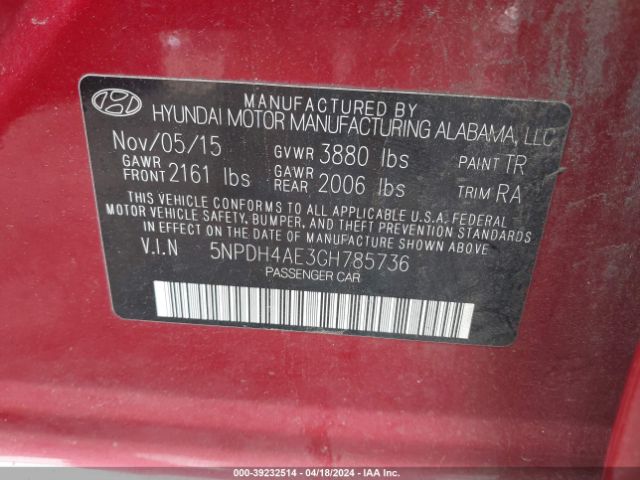 MANUFACTURED BY
HYUNDAI MOTOR MANUFACTURING ALABAMA, LLC
Nov/05/15 GVWR 3880 lbs PAINT TR
GAWR FRONT 2161 lbs GAWR REAR 2006 lbs TRIM RA
THIS VEHICLE CONFORMS TO ALL APPLICABLE U.S.A. FEDERAL
MOTOR VEHICLE SAFETY, BUMPER, AND THEFT PREVENTION STANDARDS
IN EFFECT ON THE DATE OF MANUFACTURE SHOWN ABOVE.
V.I.N 5NPDH4AE3GH785736
PASSENGER CAR
000-39232514 - 04/18/2024 - IAA Inc.